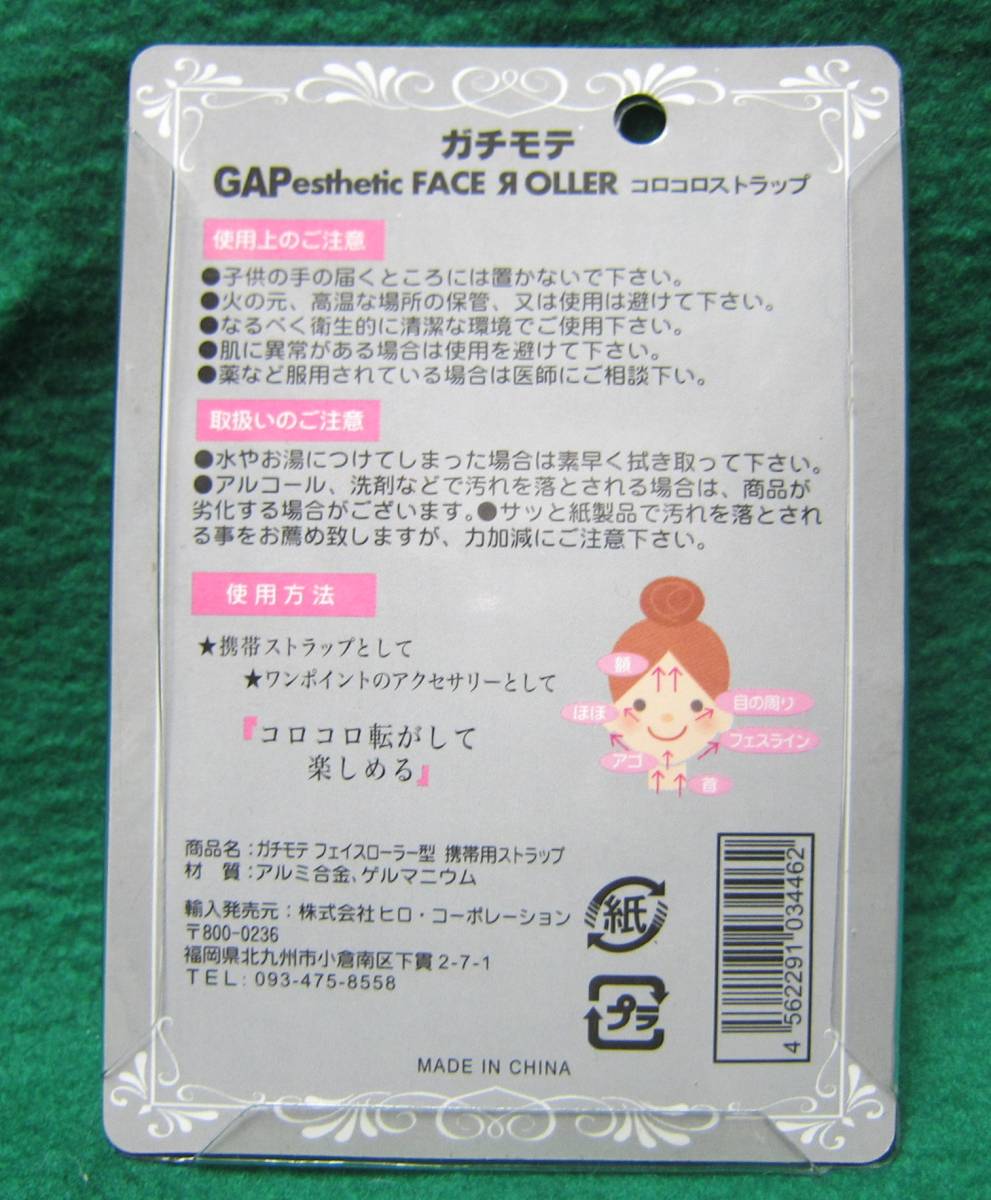 ガチモテ
GAPesthetic FACE ЯOLLER コロコロストラップ
使用上のご注意
●子供の手の届くところには置かないで下さい。
●火の元、高温な場所の保管、又は使用は避けて下さい。
●なるべく衛生的に清潔な環境でご使用下さい。
●肌に異常がある場合は使用を避けて下さい。
●薬など服用されている場合は医師にご相談下い。
取扱いのご注意
●水やお湯につけてしまった場合は素早く拭き取って下さい。
●アルコール、洗剤などで汚れを落とされる場合は、商品が
劣化する場合がございます。●サッと紙製品で汚れを落とされ
る事をお薦め致しますが、力加減にご注意下さい。
使用方法
★携帯ストラップとして
★ワンポイントのアクセサリーとして
『コロコロ転がして
楽しめる』
額
目の周り
ほほ
フェスライン
アゴ
首
商品名：ガチモテ フェイスローラー型 携帯用ストラップ
材 質：アルミ合金、ゲルマニウム
輸入発売元：株式会社ヒロ・コーポレーション
〒800-0236
福岡県北九州市小倉南区下貫2-7-1
TEL: 093-475-8558
紙
プラ
4 562291 034462
MADE IN CHINA